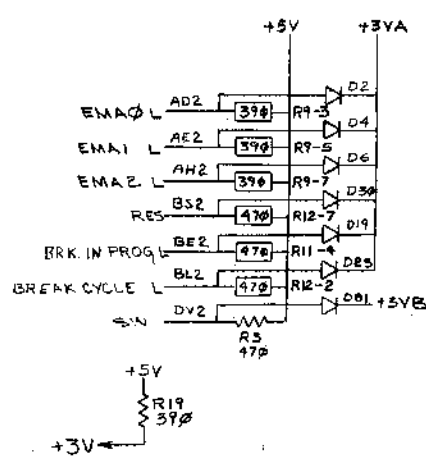 +5V +3VA
EMAØ L AD2 39Ø R9-3 D2
EMA1 L AE2 39Ø R9-5 D4
EMA2 L AH2 39Ø R9-7 D6
RES BS2 47Ø R12-7 D3Ø
BRK. IN PROG L BE2 47Ø R11-4 D19
BREAK CYCLE L BL2 47Ø R12-2 D23
DV2 R3 47Ø D81 +3VB
+5V
R19
39Ø
+3V